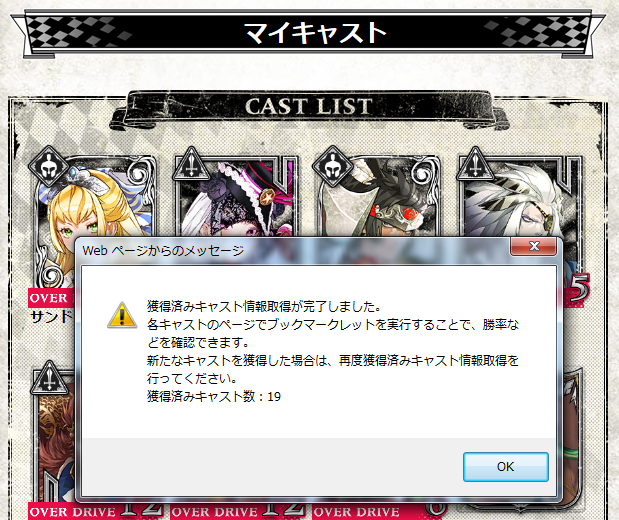 マイキャスト
CAST LIST
Web ページからのメッセージ
獲得済みキャスト情報取得が完了しました。
各キャストのページでブックマークレットを実行することで、勝率な
どを確認できます。
新たなキャストを獲得した場合は、再度獲得済みキャスト情報取得を
行ってください。
獲得済みキャスト数：19
OK
OVER
5
サンド
OVER DRIVE 12
OVER DRIVE 12
OVER DRIVE